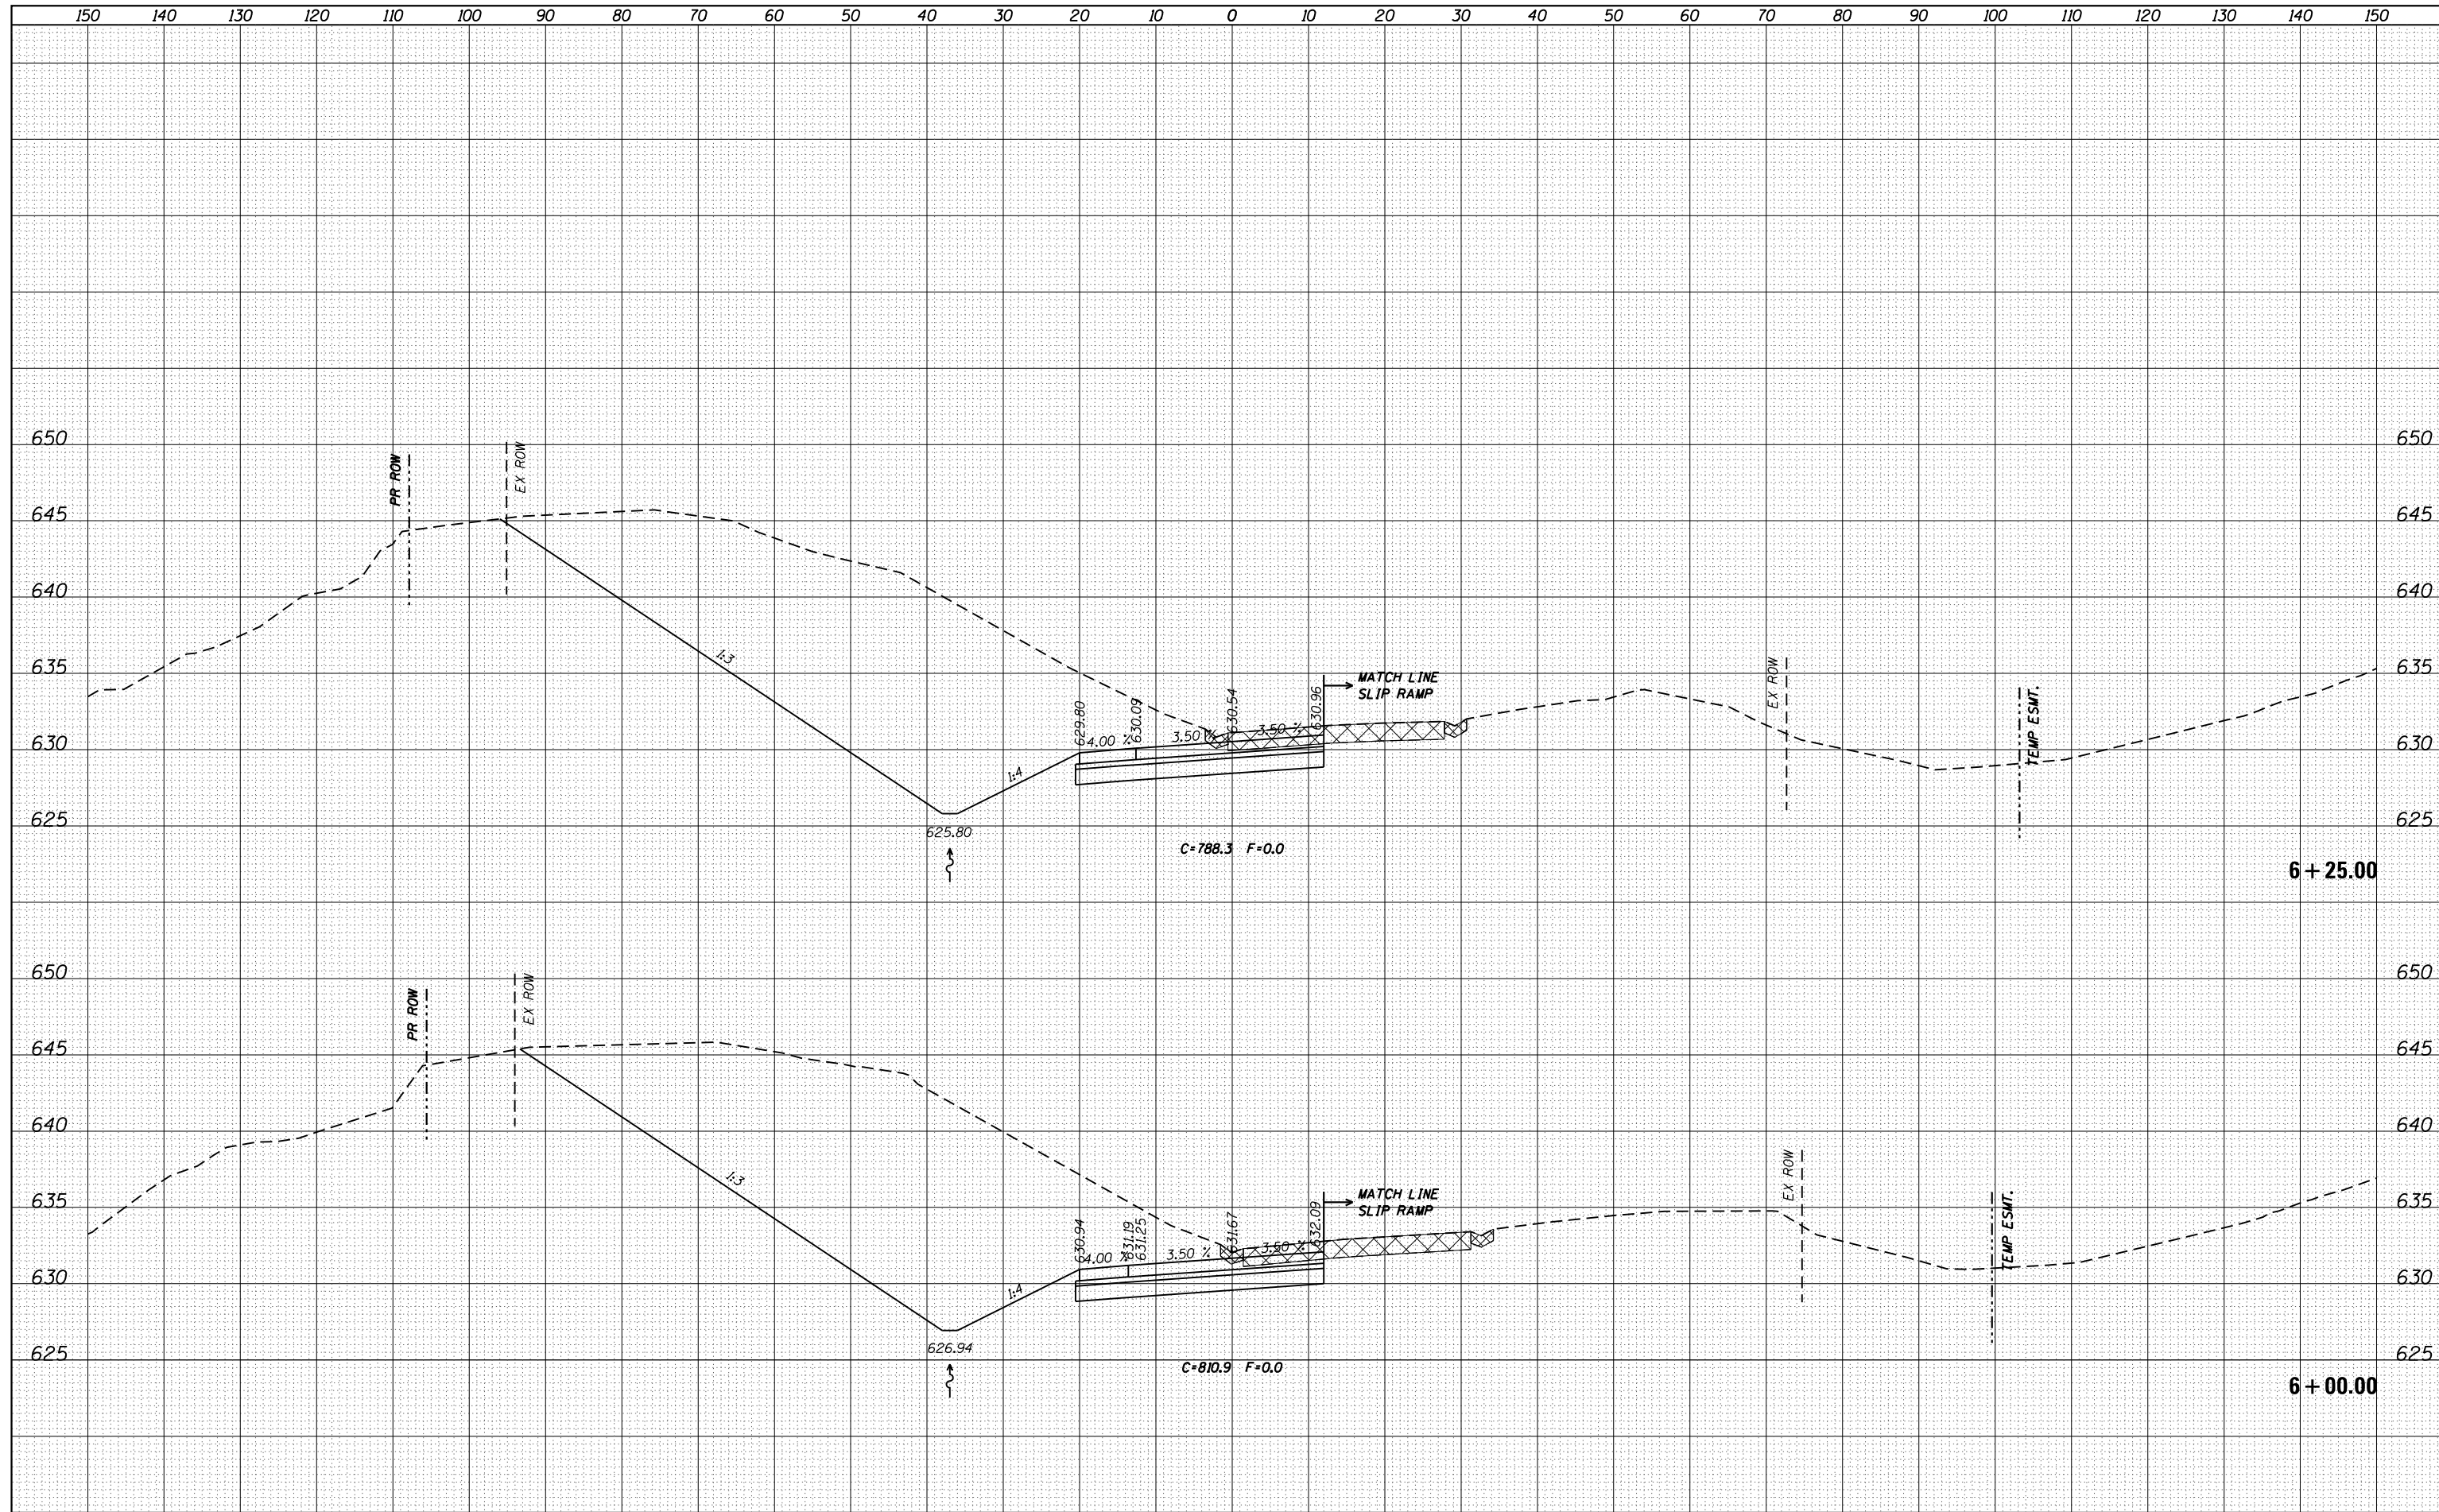 150 140 130 120 110 100 90 80 70 60 50 40 30 20 10 0 10 20 30 40 50 60 70 80 90 100 110 120 130 140 150
650 650
PR ROW
EX ROW
645 645
640 640
1:3
635 635
EX ROW
MATCH LINE
SLIP RAMP
TEMP ESMT.
629.80
4.00 %
630.09
3.50 %
630.54
3.50 %
630.96
630 630
1:4
625 625
625.80
C=788.3 F=0.0
6+25.00
650 650
PR ROW
EX ROW
645 645
640 640
1:3
635 635
EX ROW
MATCH LINE
SLIP RAMP
TEMP ESMT.
630.94
4.00 %
631.19
631.25
3.50 %
631.67
3.50 %
632.09
630 630
1:4
626.94
625 625
C=810.9 F=0.0
6+00.00